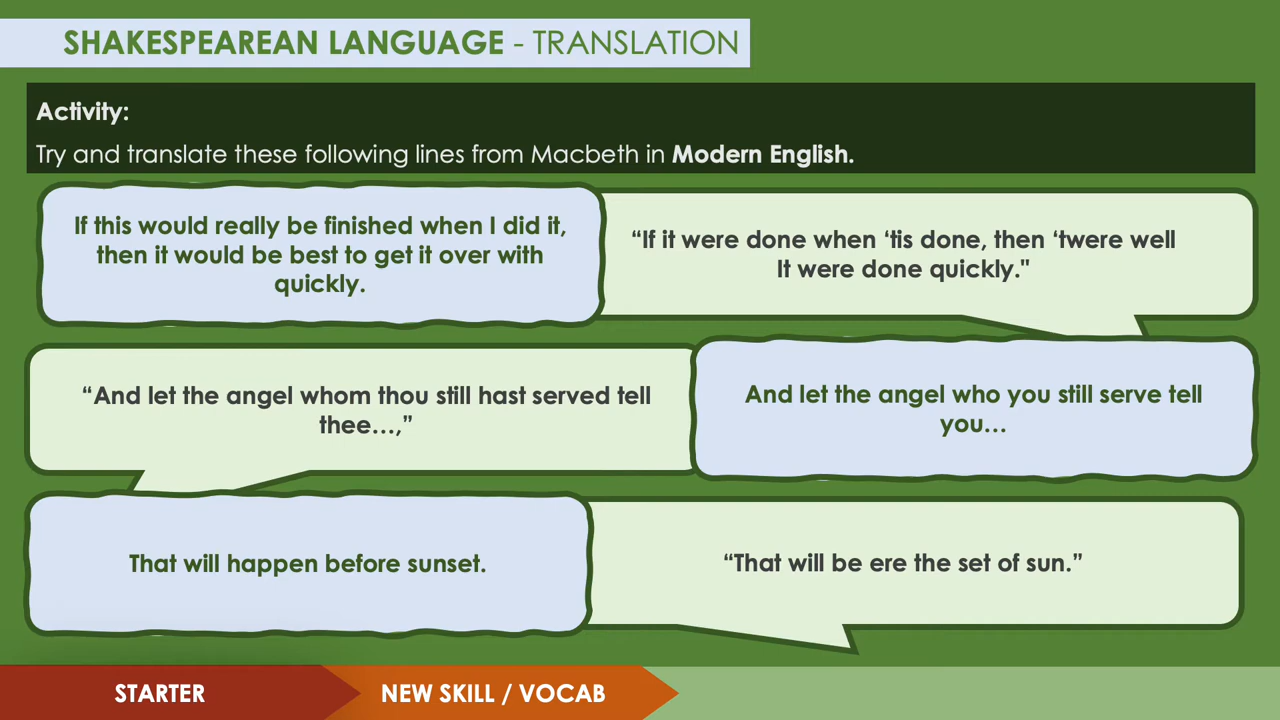 SHAKESPEAREAN LANGUAGE - TRANSLATION
Activity:
Try and translate these following lines from Macbeth in Modern English.
If this would really be finished when I did it,
then it would be best to get it over with
quickly.
“If it were done when ‘tis done, then ‘twere well
It were done quickly."
“And let the angel whom thou still hast served tell
thee…,”
And let the angel who you still serve tell
you…
That will happen before sunset.
“That will be ere the set of sun.”
STARTER
NEW SKILL / VOCAB